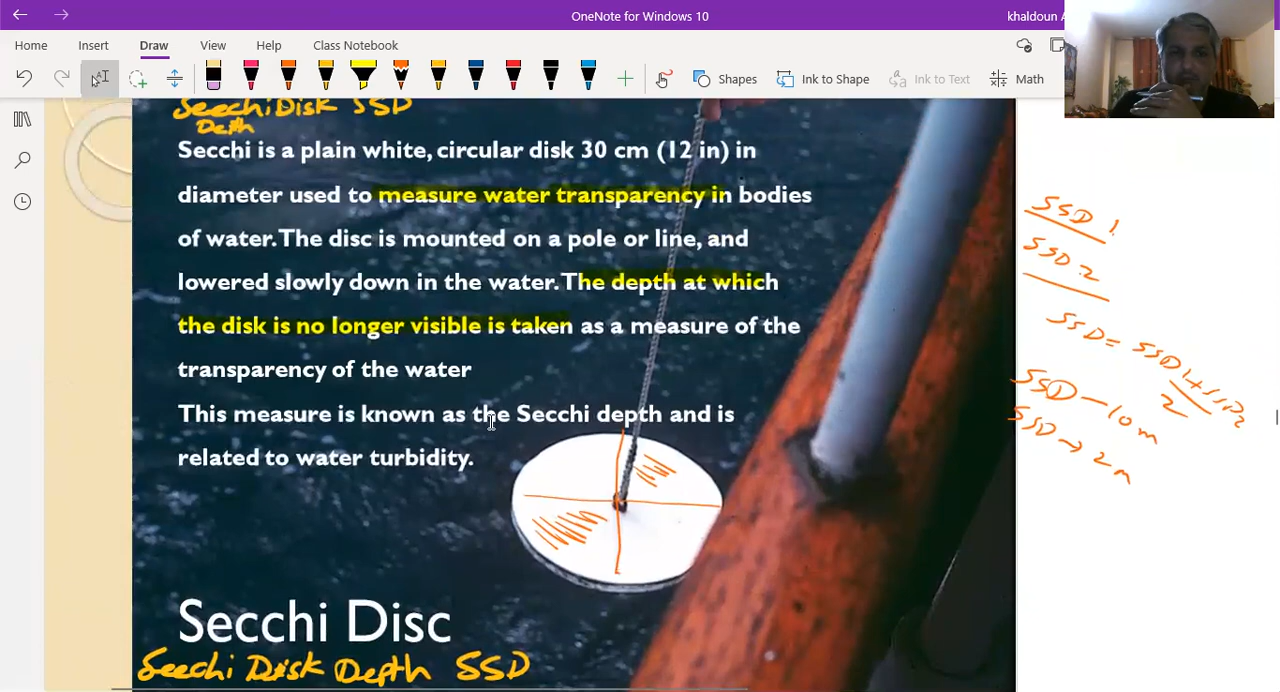 OneNote for Windows 10
khaldoun A
Home Insert Draw View Help Class Notebook
Shapes Ink to Shape Ink to Text Math
Seechi Disk SSD
Depth
Secchi is a plain white, circular disk 30 cm (12 in) in
diameter used to measure water transparency in bodies
of water. The disc is mounted on a pole or line, and
lowered slowly down in the water. The depth at which
the disk is no longer visible is taken as a measure of the
transparency of the water
This measure is known as the Secchi depth and is
related to water turbidity.
Secchi Disc
Seechi Disk Depth SSD
SSD 1
SSD 2
SSD = SSD1+SSD2
2
SSD — 10 m
SSD → 2 m